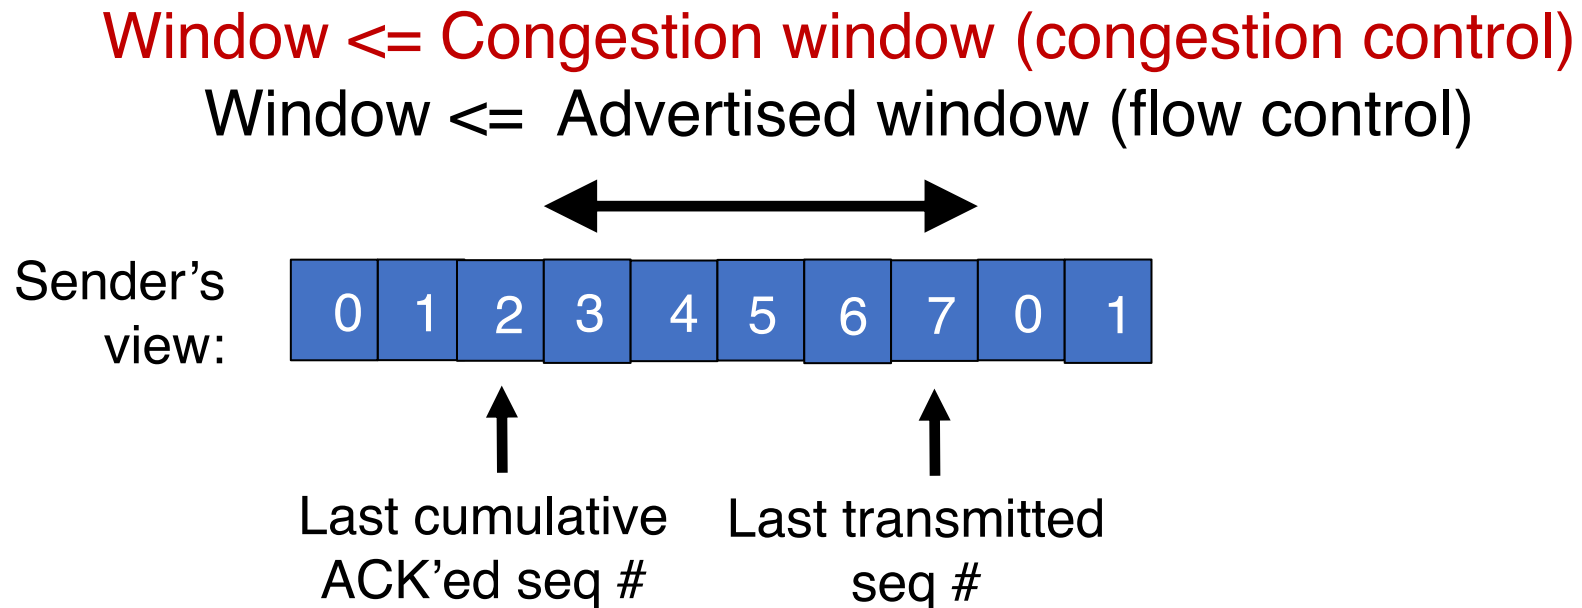 Window <= Congestion window (congestion control)
Window <= Advertised window (flow control)
Sender's
view:
0 1 2 3 4 5 6 7 0 1
Last cumulative
ACK'ed seq #
Last transmitted
seq #